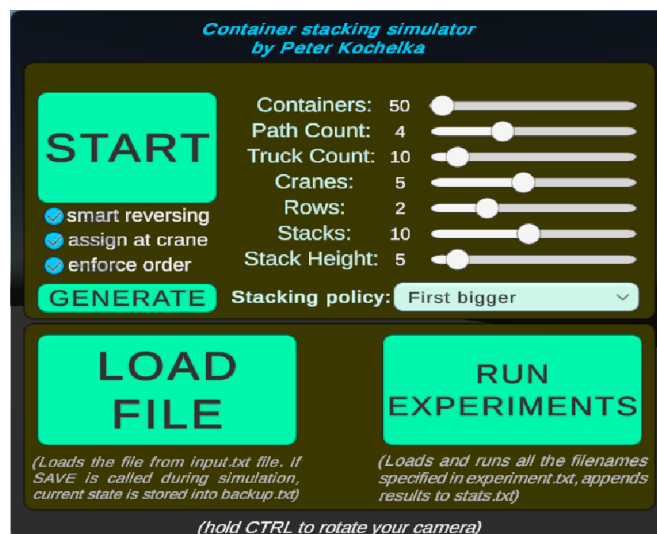 Container stacking simulator
by Peter Kochelka
START
Containers: 50
Path Count: 4
Truck Count: 10
Cranes: 5
Rows: 2
Stacks: 10
Stack Height: 5
smart reversing
assign at crane
enforce order
GENERATE
Stacking policy: First bigger
LOAD
FILE
RUN
EXPERIMENTS
(Loads the file from input.txt file. if
SAVE is called during simulation,
current state is stored into backup.txt)
(Loads and runs all the filenames
specified in experiment.txt, appends
results to stats.txt)
(hold CTRL to rotate your camera)